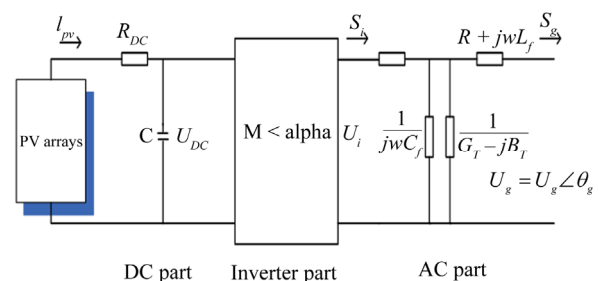 l_pv
R_DC
S_i
R + jwL_f
S_g
PV arrays
C
U_DC
M < alpha
U_i
1/jwC_f
1/G_T − jB_T
U_g = U_g∠θ_g
DC part
Inverter part
AC part